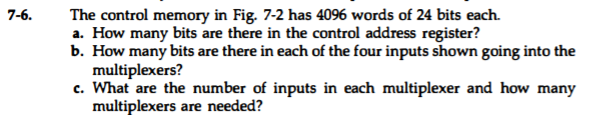 7-6. The control memory in Fig. 7-2 has 4096 words of 24 bits each.
a. How many bits are there in the control address register?
b. How many bits are there in each of the four inputs shown going into the
multiplexers?
c. What are the number of inputs in each multiplexer and how many
multiplexers are needed?